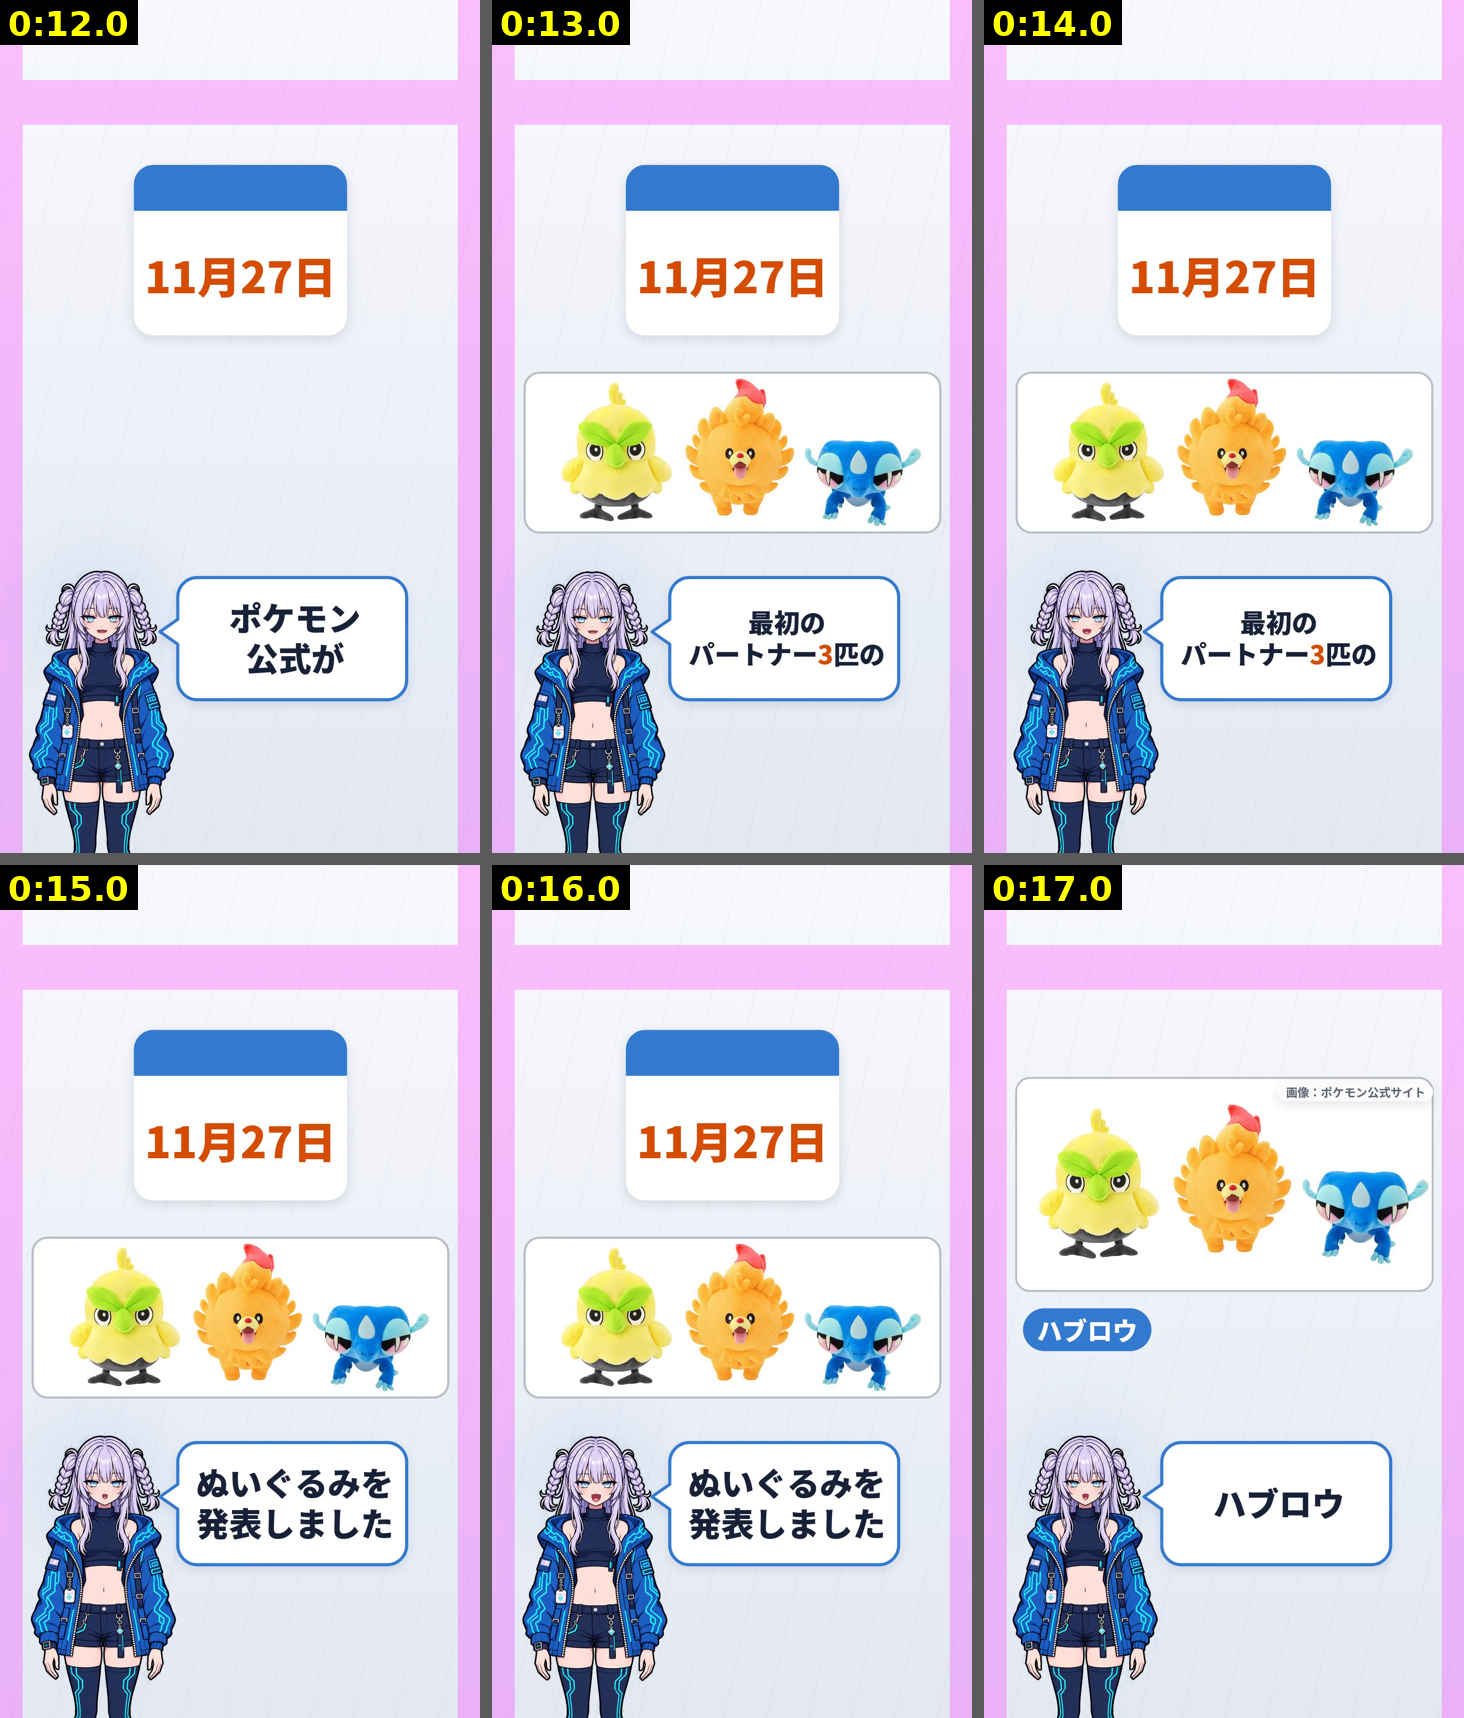 0:12.0
11月27日
ポケモン
公式が
0:13.0
11月27日
最初の
パートナー3匹の
0:14.0
11月27日
最初の
パートナー3匹の
0:15.0
11月27日
ぬいぐるみを
発表しました
0:16.0
11月27日
ぬいぐるみを
発表しました
0:17.0
画像：ポケモン公式サイト
ハブロウ
ハブロウ